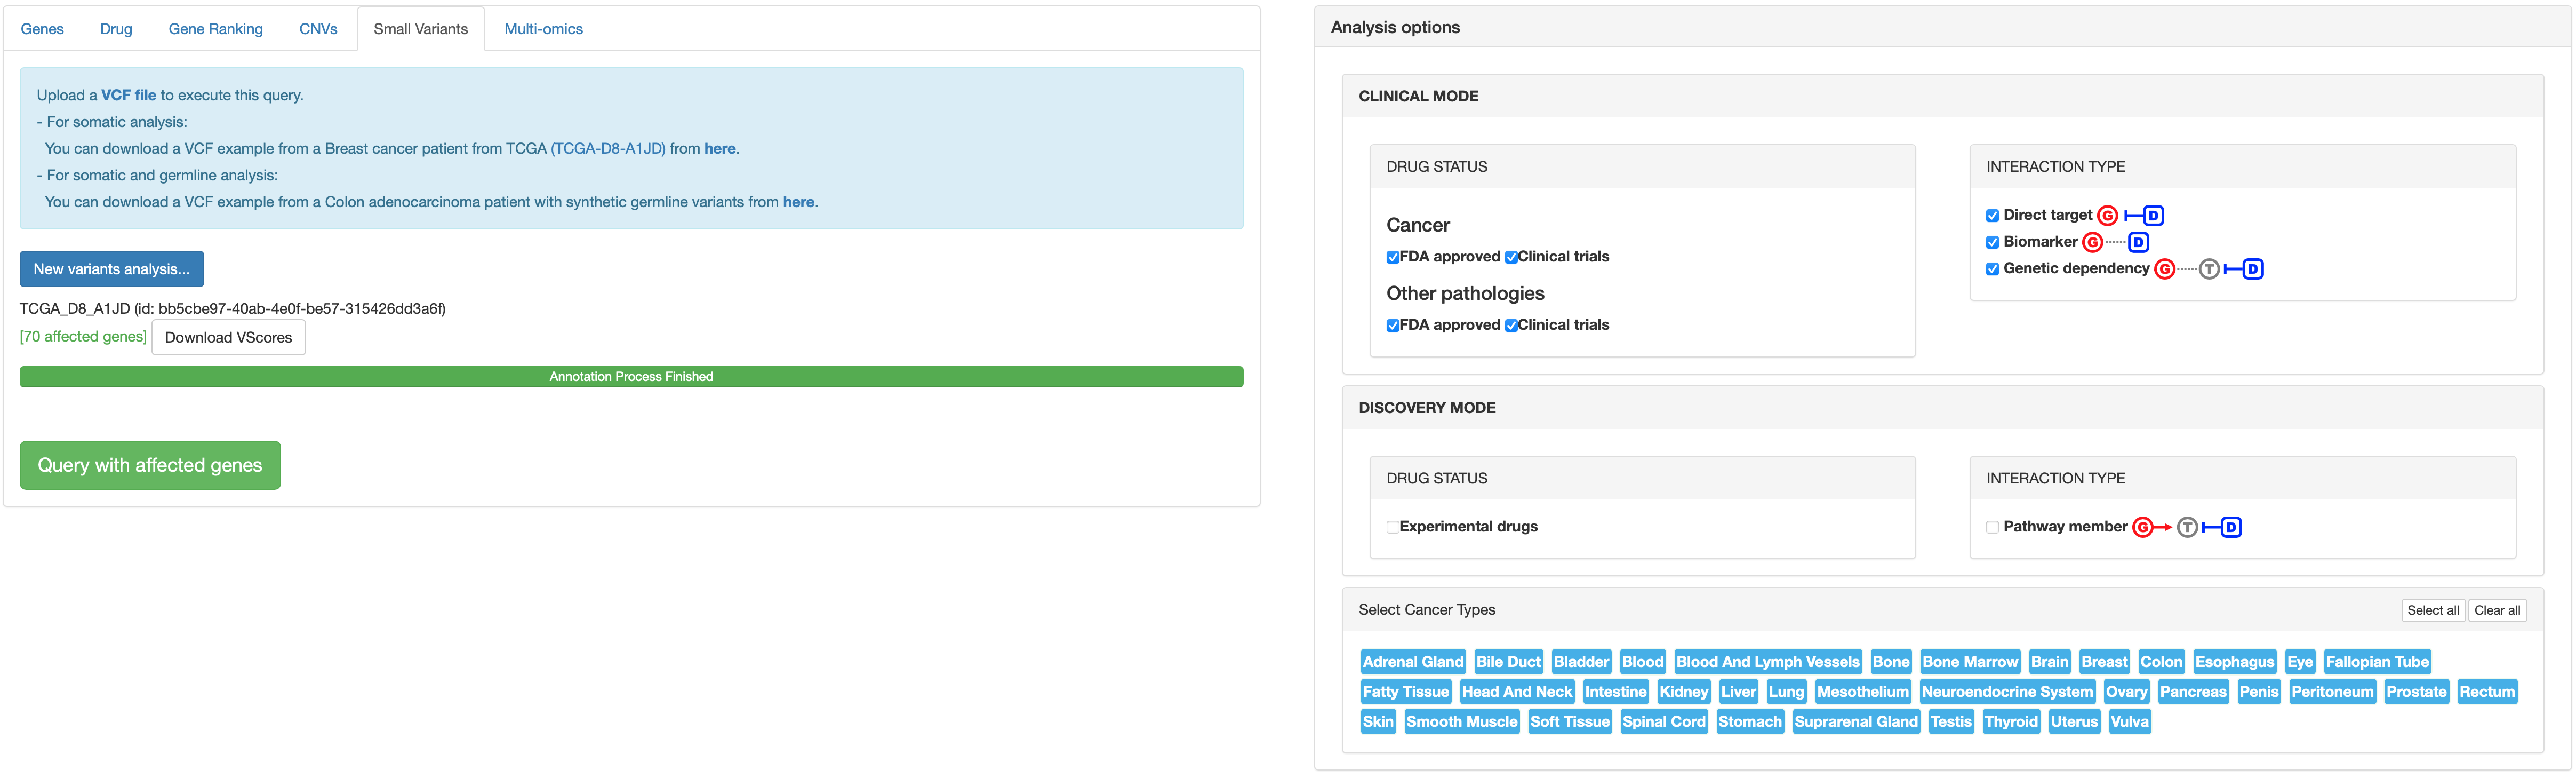 Genes Drug Gene Ranking CNVs Small Variants Multi-omics
Upload a VCF file to execute this query.
- For somatic analysis:
You can download a VCF example from a Breast cancer patient from TCGA (TCGA-D8-A1JD) from here.
- For somatic and germline analysis:
You can download a VCF example from a Colon adenocarcinoma patient with synthetic germline variants from here.
New variants analysis...
TCGA_D8_A1JD (id: bb5cbe97-40ab-4e0f-be57-315426dd3a6f)
[70 affected genes] Download VScores
Annotation Process Finished
Query with affected genes
Analysis options
CLINICAL MODE
DRUG STATUS
Cancer
FDA approved Clinical trials
Other pathologies
FDA approved Clinical trials
INTERACTION TYPE
Direct target G D
Biomarker G D
Genetic dependency G T D
DISCOVERY MODE
DRUG STATUS
Experimental drugs
INTERACTION TYPE
Pathway member G T D
Select Cancer Types Select all Clear all
Adrenal Gland Bile Duct Bladder Blood Blood And Lymph Vessels Bone Bone Marrow Brain Breast Colon Esophagus Eye Fallopian Tube
Fatty Tissue Head And Neck Intestine Kidney Liver Lung Mesothelium Neuroendocrine System Ovary Pancreas Penis Peritoneum Prostate Rectum
Skin Smooth Muscle Soft Tissue Spinal Cord Stomach Suprarenal Gland Testis Thyroid Uterus Vulva